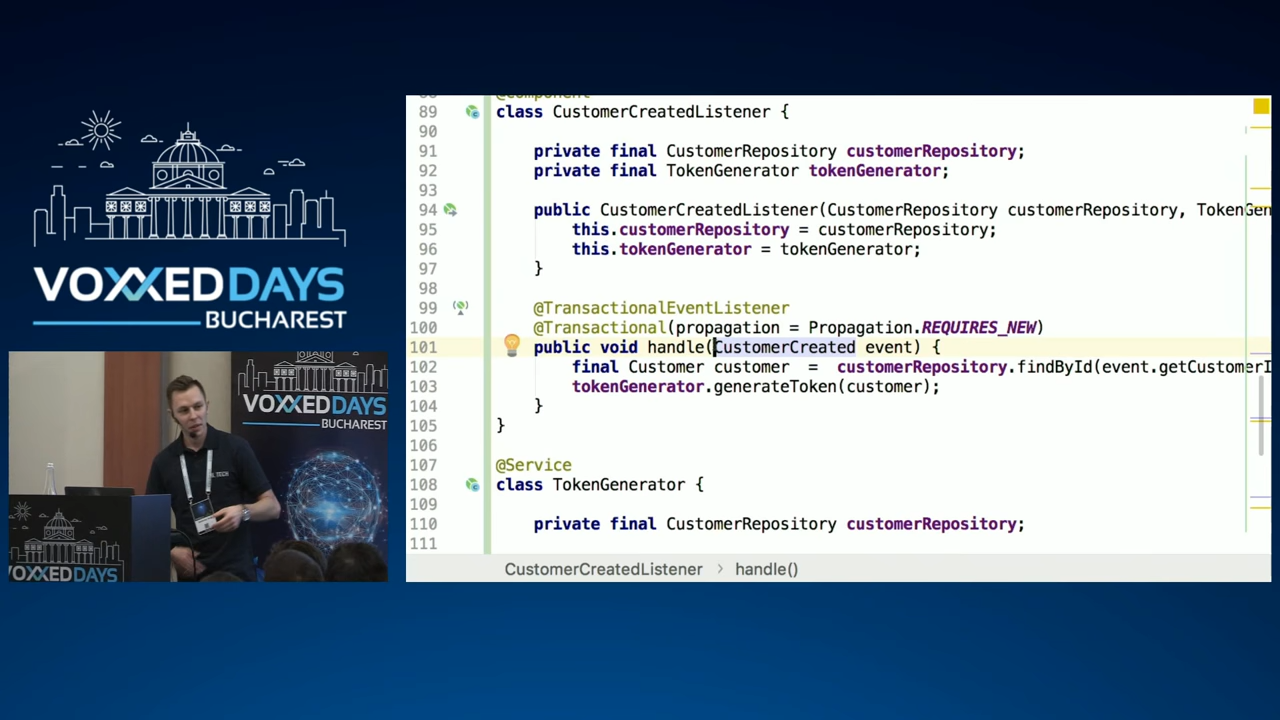 VOXXEDDAYS
BUCHAREST
VOXXEDDAYS
BUCHAREST
VOXXEDDAYS
BUCHAREST
@Component
89 class CustomerCreatedListener {
90
91 private final CustomerRepository customerRepository;
92 private final TokenGenerator tokenGenerator;
93
94 public CustomerCreatedListener(CustomerRepository customerRepository, TokenGen
95 this.customerRepository = customerRepository;
96 this.tokenGenerator = tokenGenerator;
97 }
98
99 @TransactionalEventListener
100 @Transactional(propagation = Propagation.REQUIRES_NEW)
101 public void handle(CustomerCreated event) {
102 final Customer customer = customerRepository.findById(event.getCustomerI
103 tokenGenerator.generateToken(customer);
104 }
105 }
106
107 @Service
108 class TokenGenerator {
109
110 private final CustomerRepository customerRepository;
111
CustomerCreatedListener > handle()